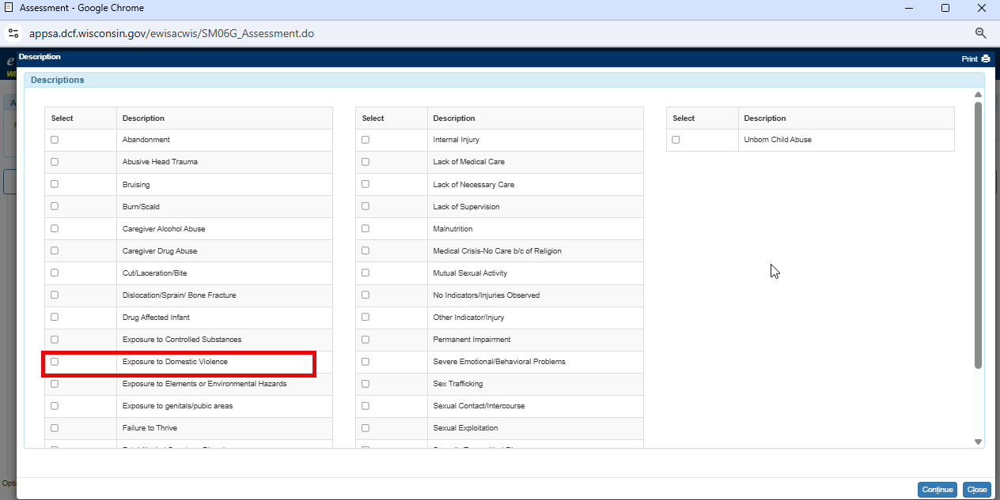 Assessment - Google Chrome
appsa.dcf.wisconsin.gov/ewisacwis/SM06G_Assessment.do
Description
Print
Descriptions
Select Description
Abandonment
Abusive Head Trauma
Bruising
Burn/Scald
Caregiver Alcohol Abuse
Caregiver Drug Abuse
Cut/Laceration/Bite
Dislocation/Sprain/ Bone Fracture
Drug Affected Infant
Exposure to Controlled Substances
Exposure to Domestic Violence
Exposure to Elements or Environmental Hazards
Exposure to genitals/pubic areas
Failure to Thrive
Select Description
Internal Injury
Lack of Medical Care
Lack of Necessary Care
Lack of Supervision
Malnutrition
Medical Crisis-No Care b/c of Religion
Mutual Sexual Activity
No Indicators/Injuries Observed
Other Indicator/Injury
Permanent Impairment
Severe Emotional/Behavioral Problems
Sex Trafficking
Sexual Contact/Intercourse
Sexual Exploitation
Select Description
Unborn Child Abuse
Continue Close